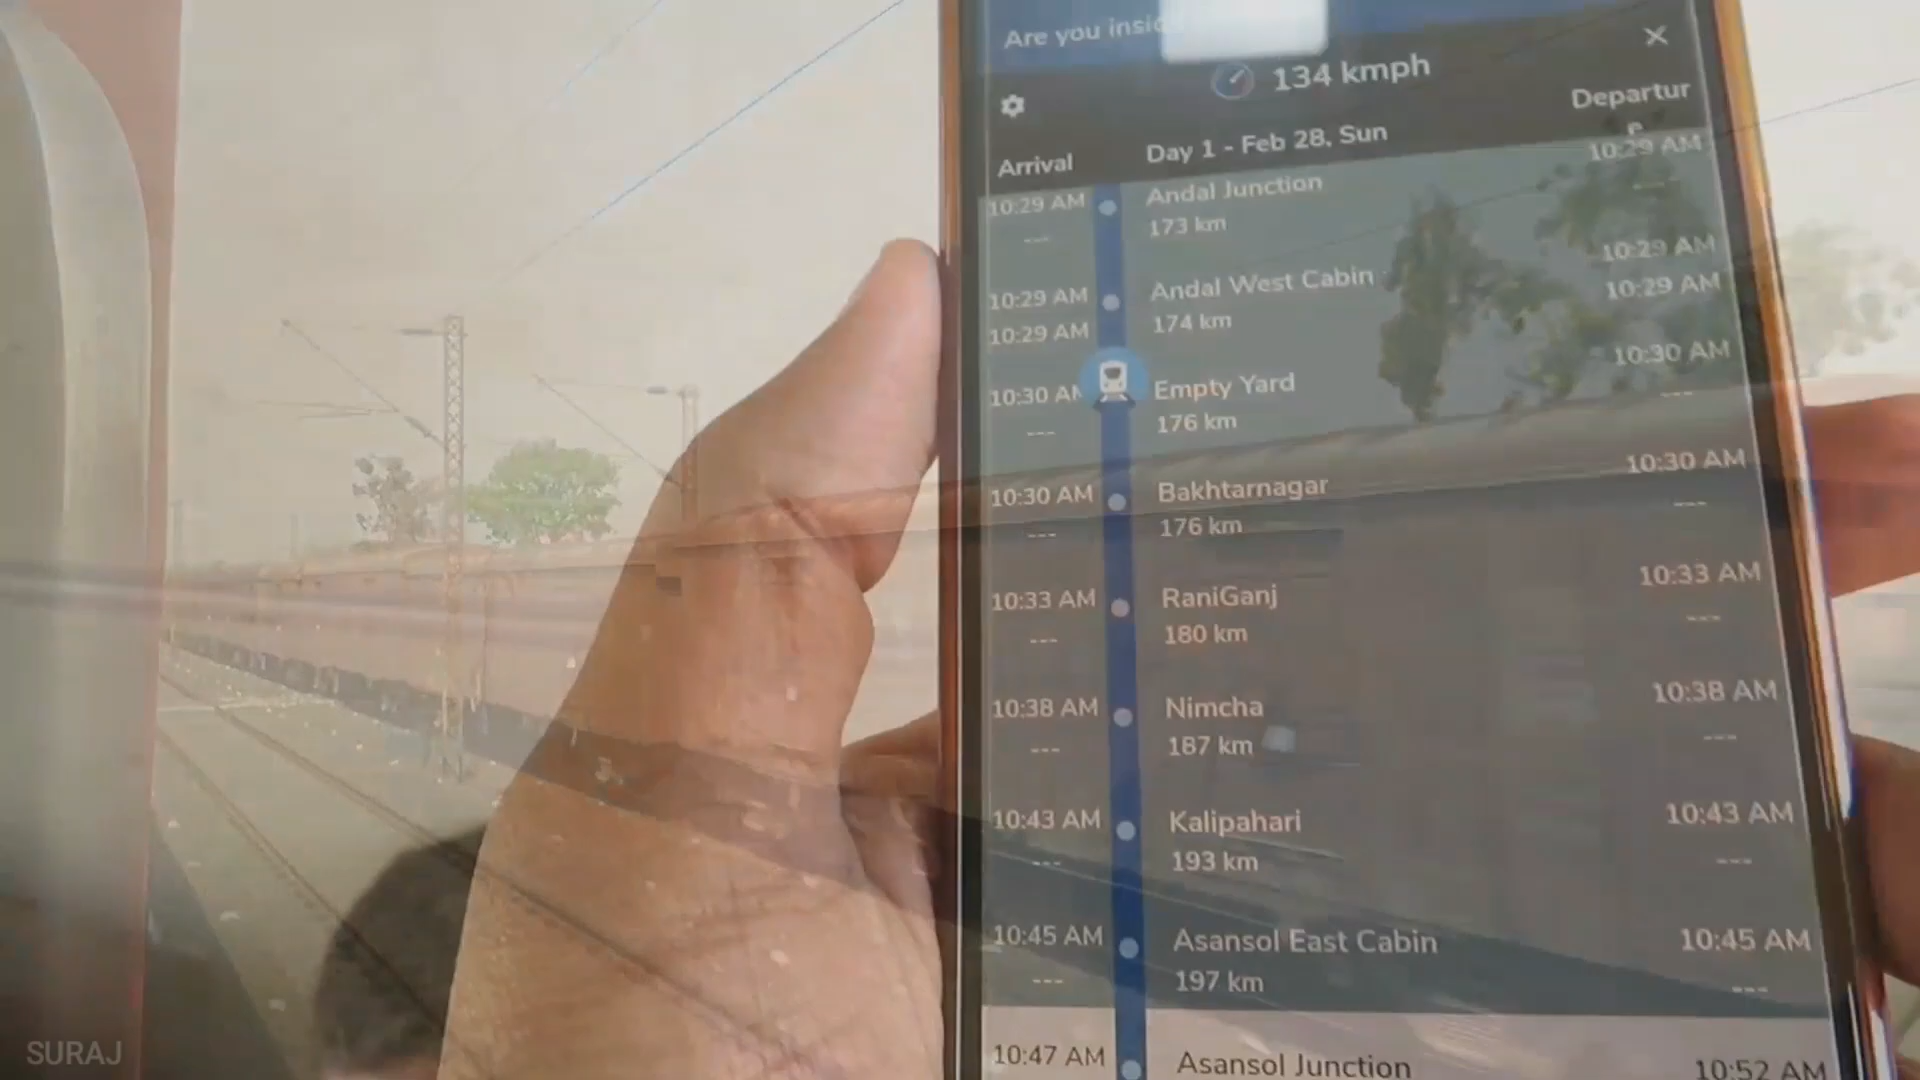 Are you insi
134 kmph
Departur
e
Arrival
Day 1 - Feb 28, Sun
10:29 AM Andal Junction 10:29 AM
--- 173 km ---
10:29 AM Andal West Cabin 10:29 AM
10:29 AM 174 km 10:29 AM
10:30 AM Empty Yard 10:30 AM
--- 176 km ---
10:30 AM Bakhtarnagar 10:30 AM
--- 176 km ---
10:33 AM RaniGanj 10:33 AM
--- 180 km ---
10:38 AM Nimcha 10:38 AM
--- 187 km ---
10:43 AM Kalipahari 10:43 AM
--- 193 km ---
10:45 AM Asansol East Cabin 10:45 AM
--- 197 km ---
10:47 AM Asansol Junction 10:52 AM
SURAJ